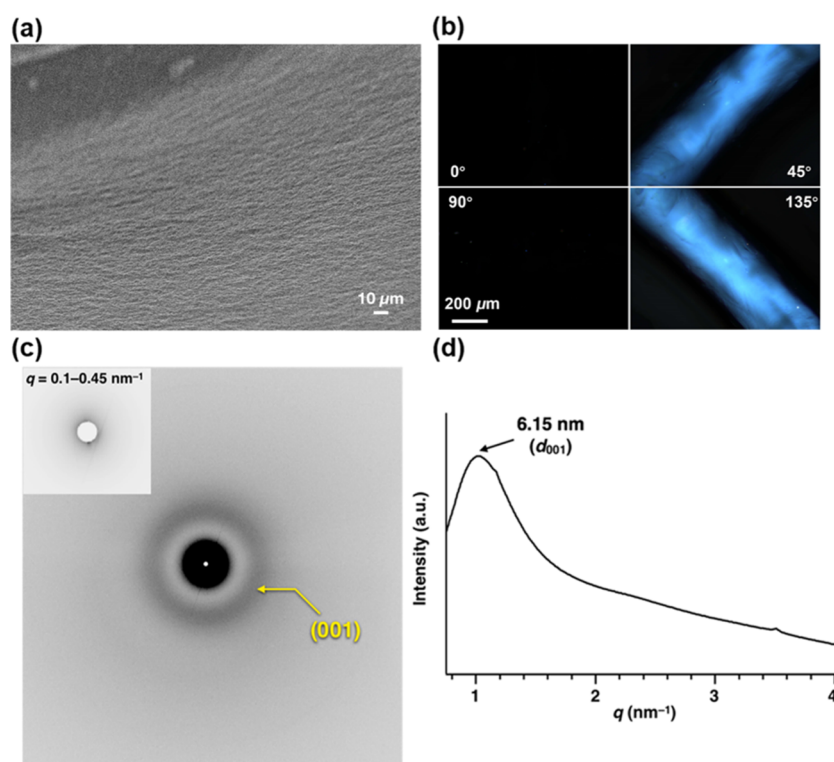 (a)
10 µm
(b)
0°
45°
90°
135°
200 µm
(c)
q = 0.1–0.45 nm⁻¹
(001)
(d)
6.15 nm
(d₀₀₁)
Intensity (a.u.)
1 2 3 4
q (nm⁻¹)